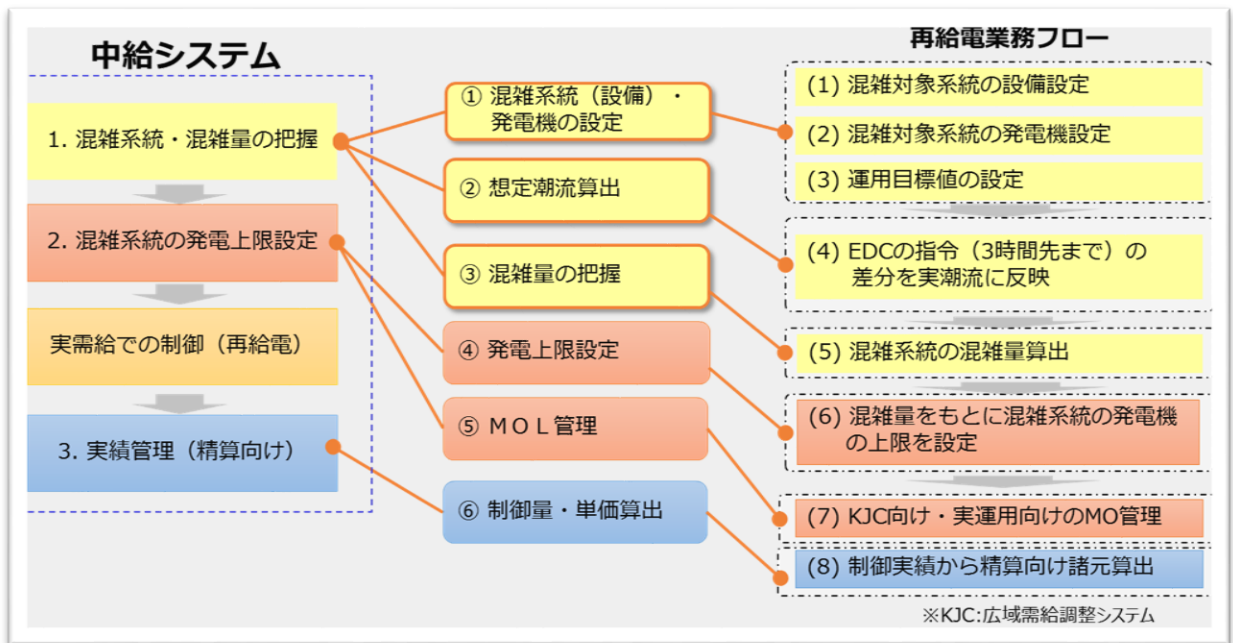 中給システム
1. 混雑系統・混雑量の把握
2. 混雑系統の発電上限設定
実需給での制御（再給電）
3. 実績管理（精算向け）
① 混雑系統（設備）・
発電機の設定
② 想定潮流算出
③ 混雑量の把握
④ 発電上限設定
⑤ ＭＯＬ管理
⑥ 制御量・単価算出
再給電業務フロー
(1) 混雑対象系統の設備設定
(2) 混雑対象系統の発電機設定
(3) 運用目標値の設定
(4) EDCの指令（3時間先まで）の
差分を実潮流に反映
(5) 混雑系統の混雑量算出
(6) 混雑量をもとに混雑系統の発電機
の上限を設定
(7) KJC向け・実運用向けのMO管理
(8) 制御実績から精算向け諸元算出
※KJC:広域需給調整システム